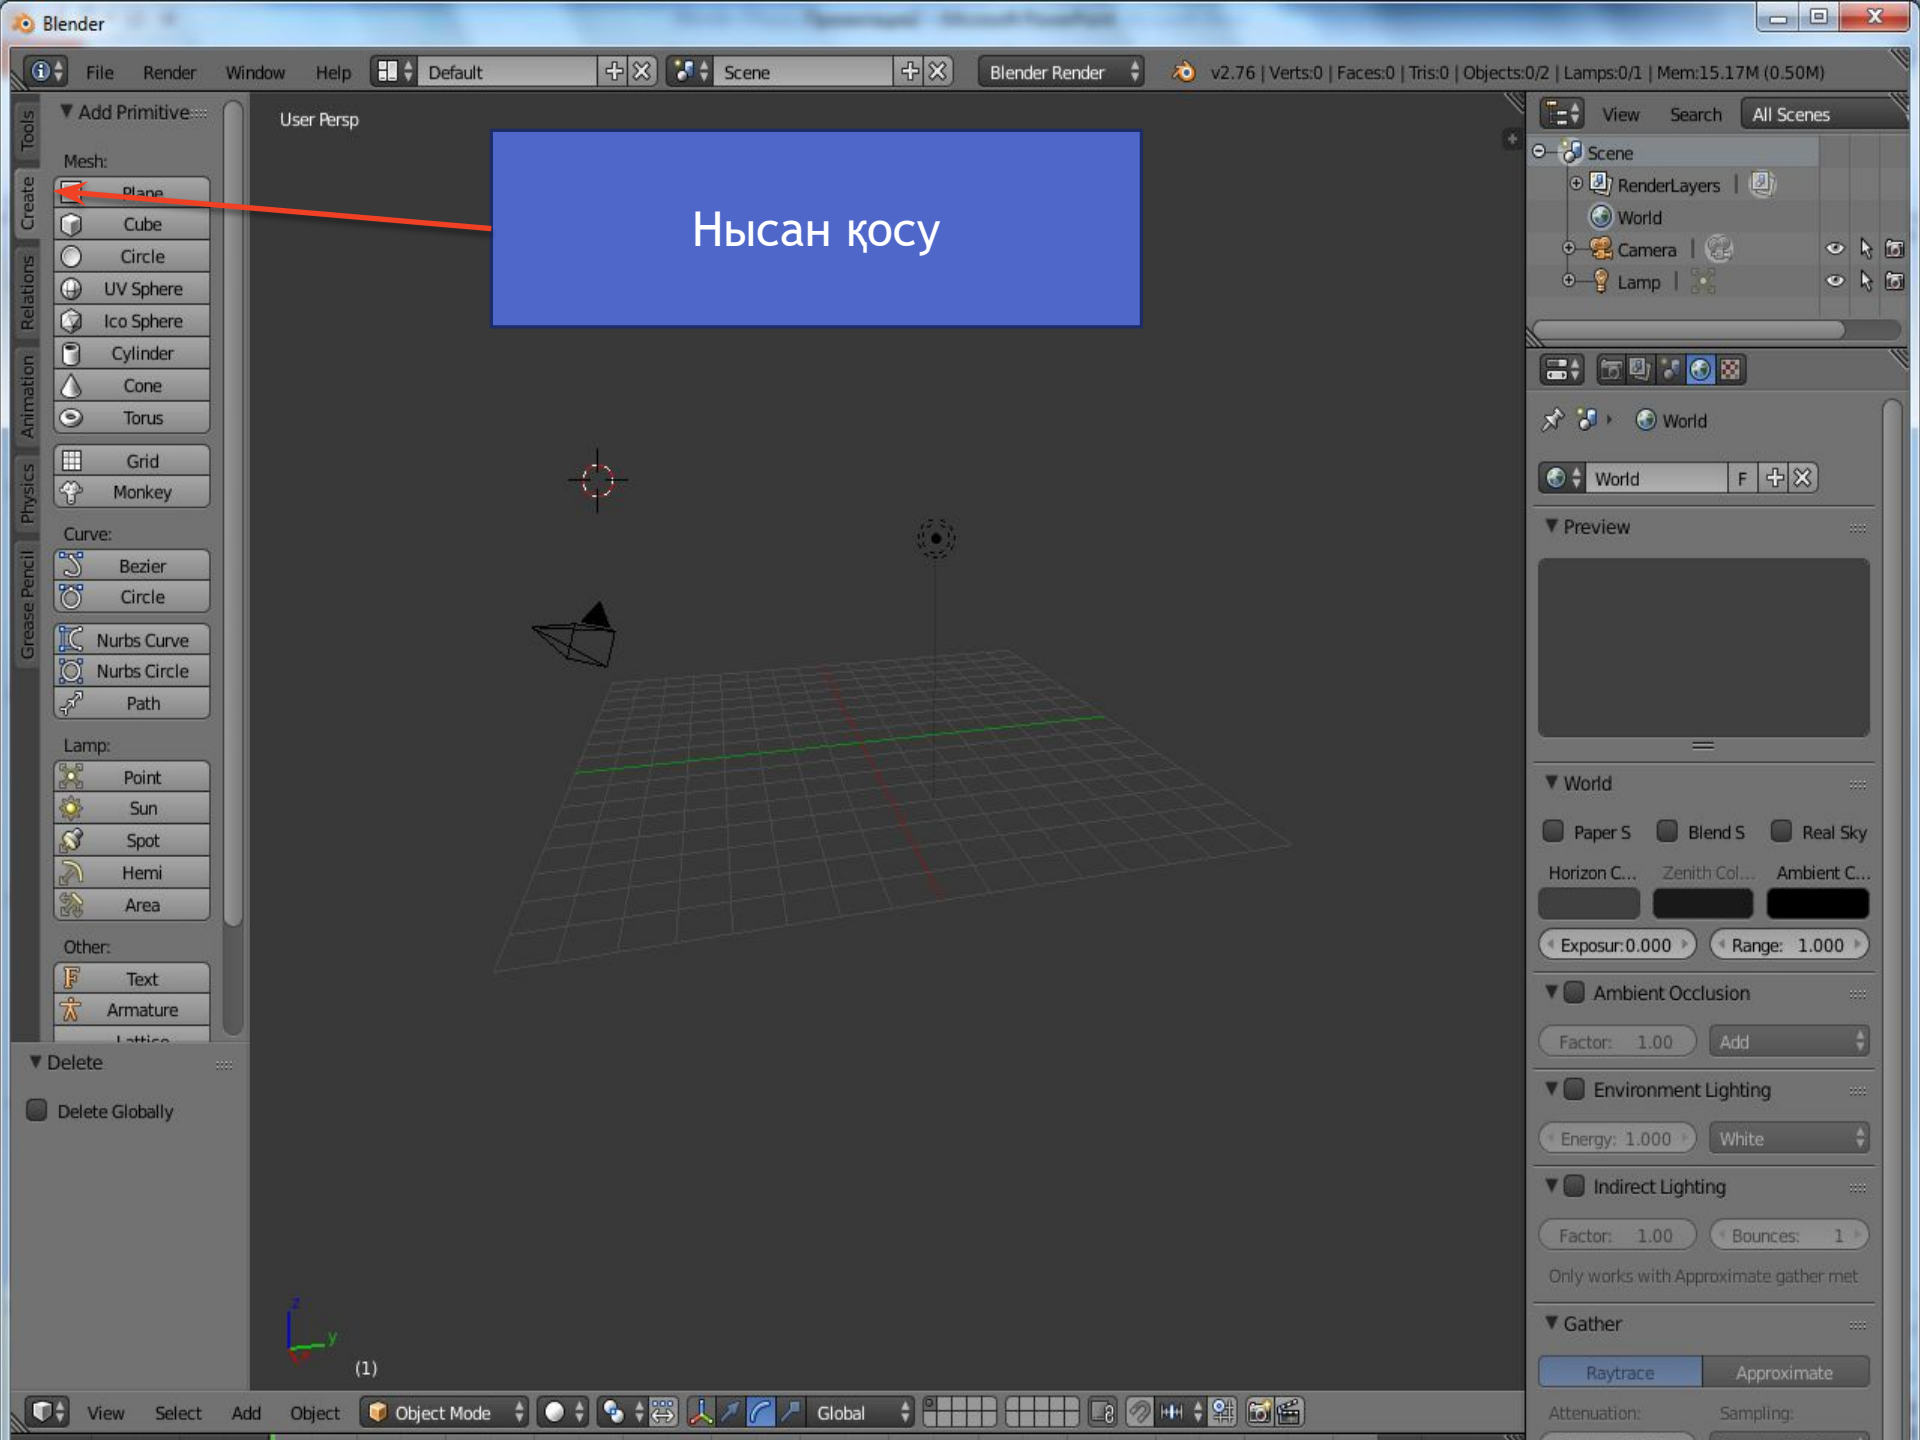 Blender
File Render Window Help Default Scene Blender Render v2.76 | Verts:0 | Faces:0 | Tris:0 | Objects:0/2 | Lamps:0/1 | Mem:15.17M (0.50M)
Tools
Create
Relations
Animation
Physics
Grease Pencil
Add Primitive
Mesh:
Plane
Cube
Circle
UV Sphere
Ico Sphere
Cylinder
Cone
Torus
Grid
Monkey
Curve:
Bezier
Circle
Nurbs Curve
Nurbs Circle
Path
Lamp:
Point
Sun
Spot
Hemi
Area
Other:
Text
Armature
Lattice
Delete
Delete Globally
User Persp
Нысан қосу
z
y
(1)
View Select Add Object Object Mode Global
View Search All Scenes
Scene
RenderLayers
World
Camera
Lamp
World
World F
Preview
World
Paper S Blend S Real Sky
Horizon C... Zenith Col... Ambient C...
Exposur:0.000 Range: 1.000
Ambient Occlusion
Factor: 1.00 Add
Environment Lighting
Energy: 1.000 White
Indirect Lighting
Factor: 1.00 Bounces: 1
Only works with Approximate gather met
Gather
Raytrace Approximate
Attenuation: Sampling: